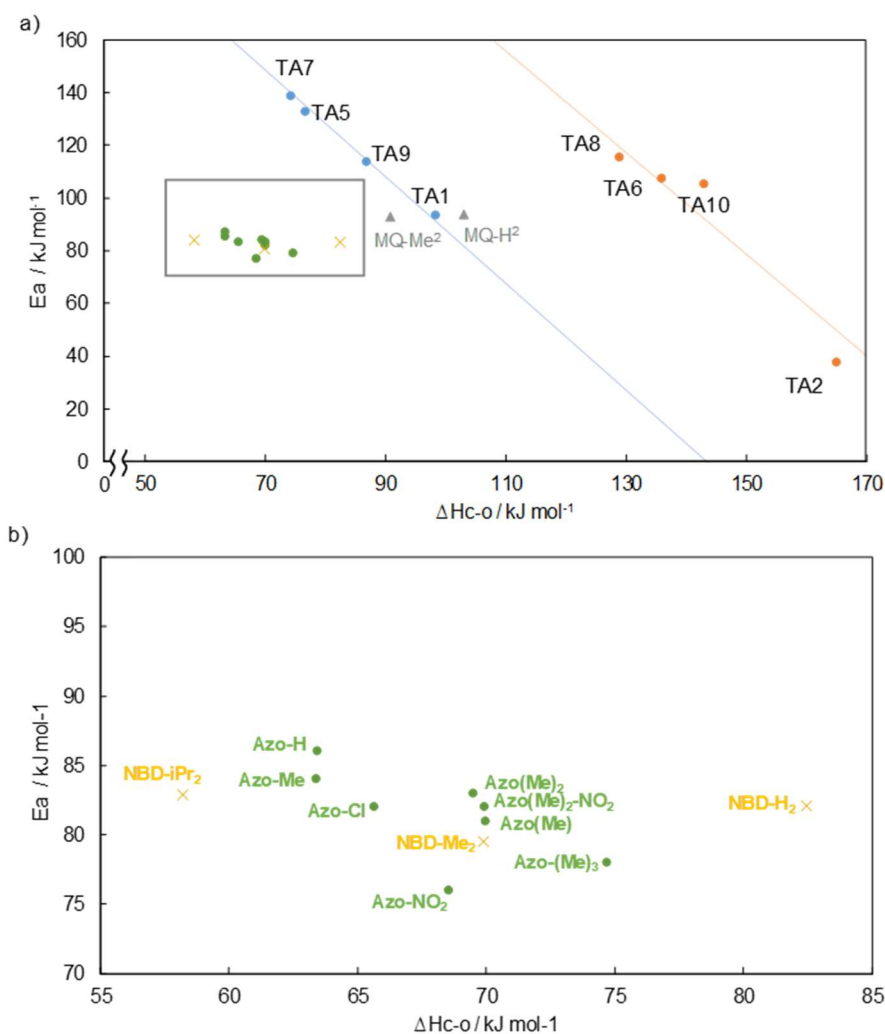 a)
160
140
120
100
80
60
40
20
0
Ea / kJ mol⁻¹
TA7
TA5
TA9
TA1
MQ-Me²
MQ-H²
TA8
TA6
TA10
TA2
0 50 70 90 110 130 150 170
ΔHc-o / kJ mol⁻¹
b)
100
95
90
85
80
75
70
Ea / kJ mol-1
Azo-H
NBD-iPr₂
Azo-Me
Azo-Cl
Azo(Me)₂
Azo(Me)₂-NO₂
Azo(Me)
NBD-H₂
NBD-Me₂
Azo-(Me)₃
Azo-NO₂
55 60 65 70 75 80 85
ΔHc-o / kJ mol-1